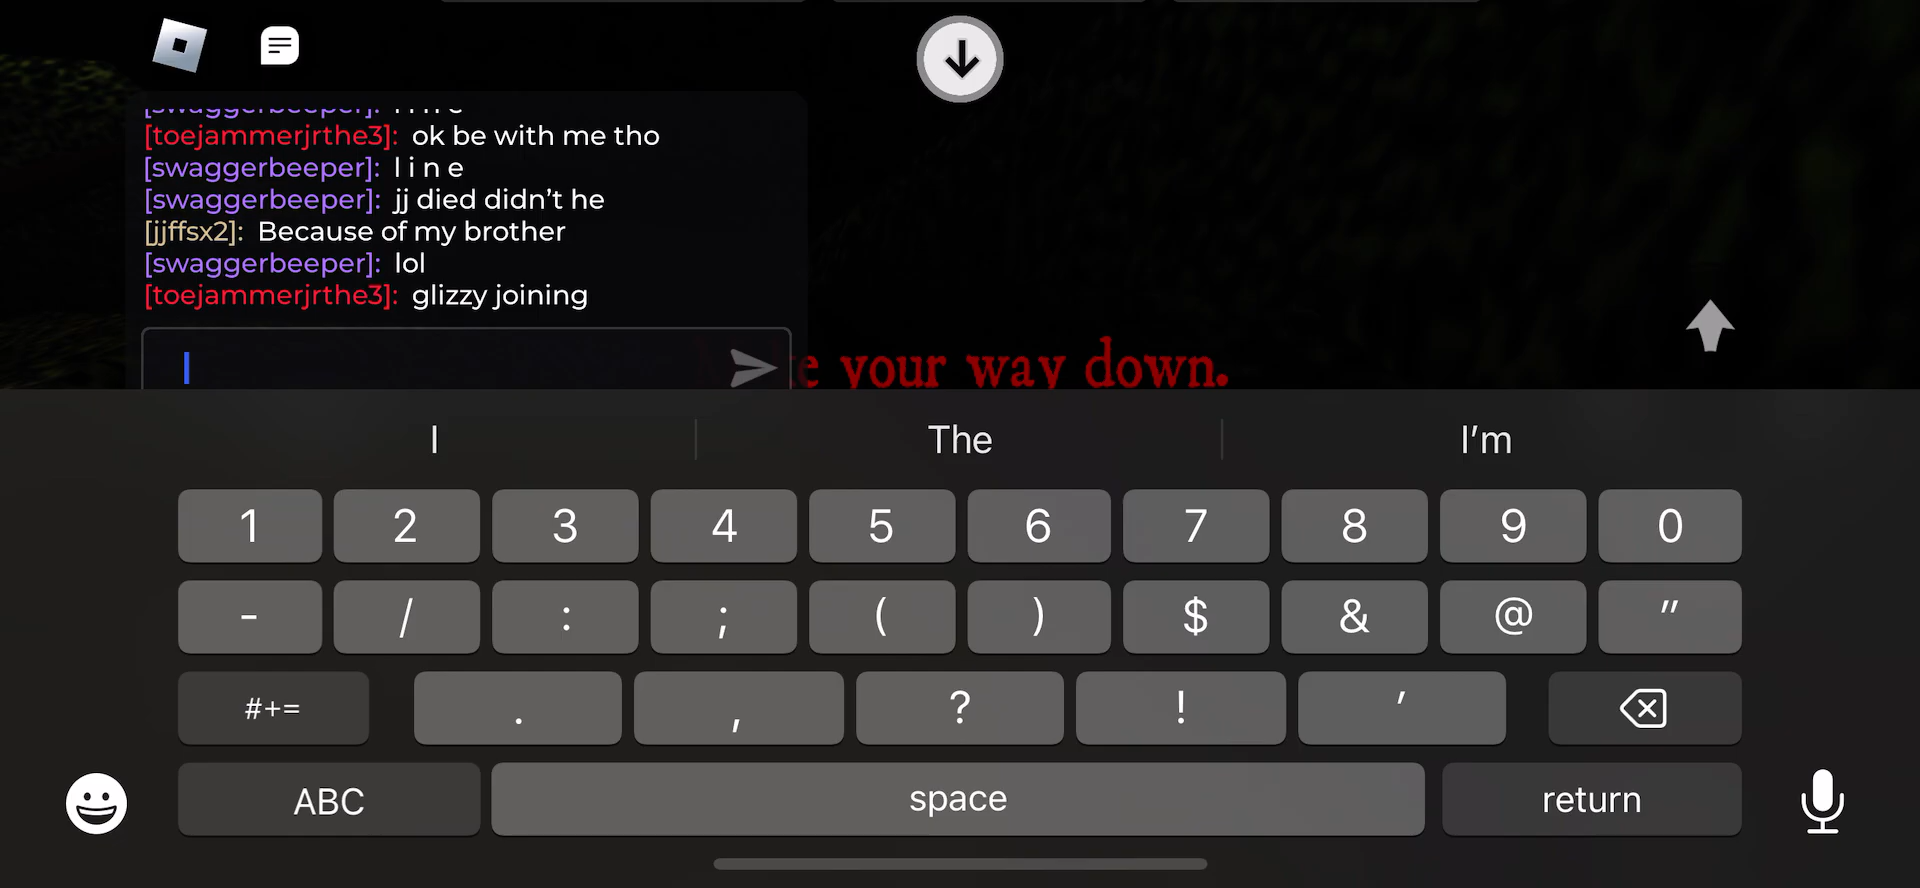 [swaggerbeeper]: l i n e
[toejammerjrthe3]: ok be with me tho
[swaggerbeeper]: l i n e
[swaggerbeeper]: jj died didn't he
[jjffsx2]: Because of my brother
[swaggerbeeper]: lol
[toejammerjrthe3]: glizzy joining
your way down.
I The I'm
1 2 3 4 5 6 7 8 9 0
- / : ; ( ) $ & @ "
#+= . , ? ! '
ABC space return